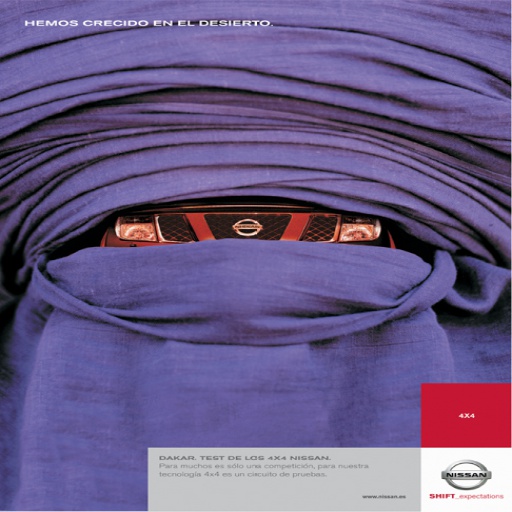 HEMOS CRECIDO EN EL DESIERTO.
4X4
DAKAR. TEST DE LOS 4X4 NISSAN.
Para muchos es sólo una competición, para nuestra
tecnología 4x4 es un circuito de pruebas.
www.nissan.es
NISSAN
SHIFT_expectations